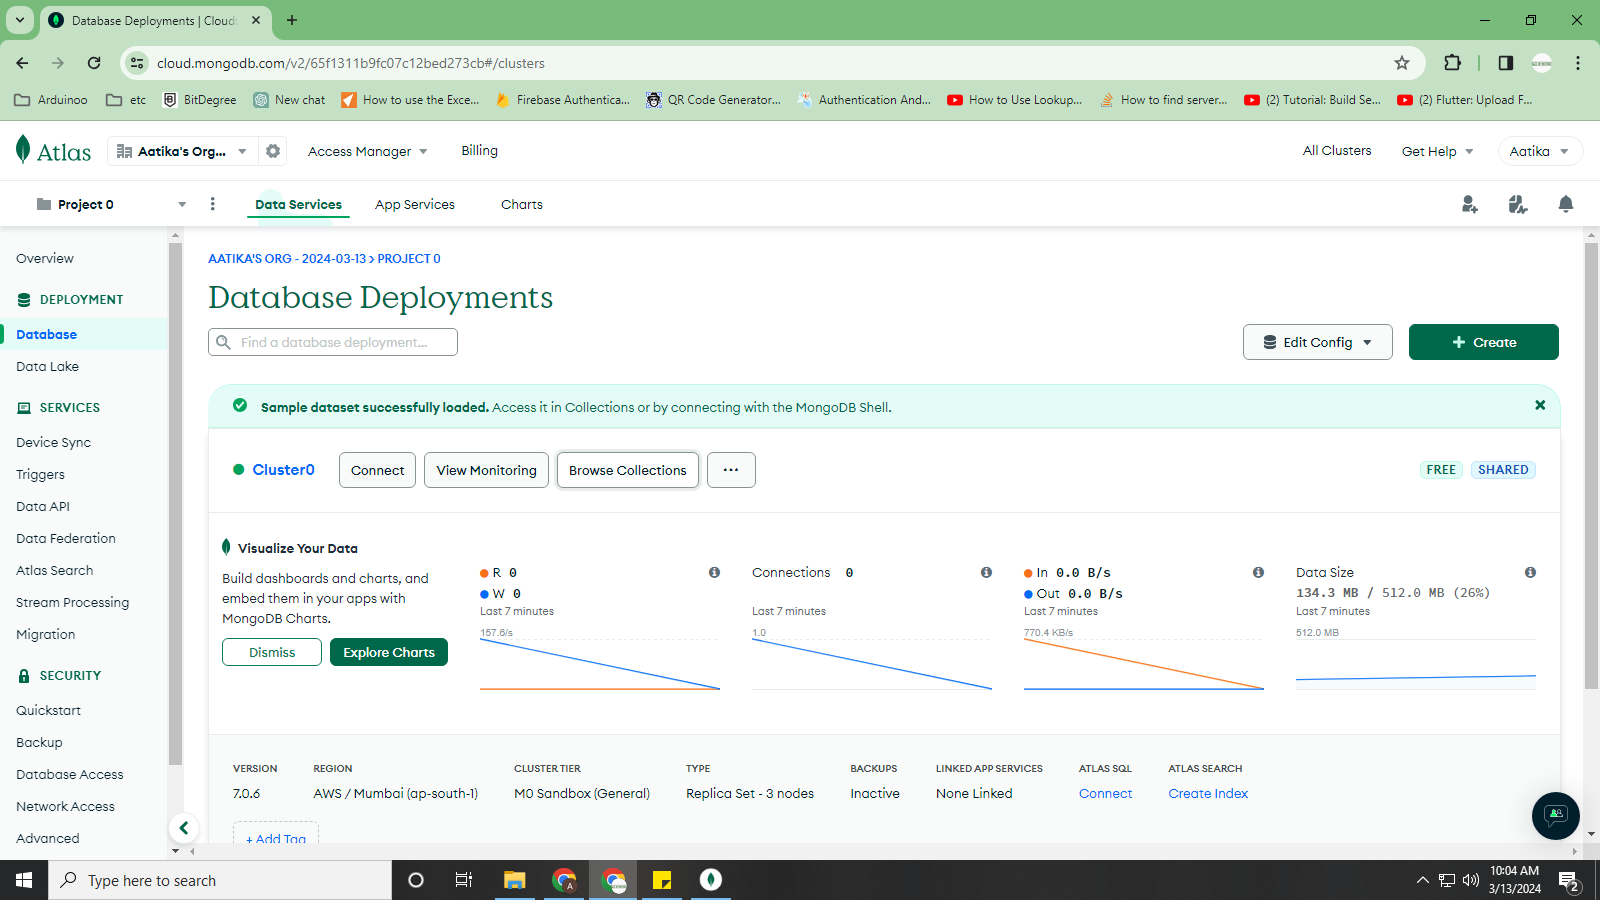 Database Deployments | Cloud:
cloud.mongodb.com/v2/65f1311b9fc07c12bed273cb#/clusters
Arduinoo
etc
BitDegree
New chat
How to use the Exce...
Firebase Authentica...
QR Code Generator...
Authentication And...
How to Use Lookup...
How to find server...
(2) Tutorial: Build Se...
(2) Flutter: Upload F...
Atlas
Aatika's Org...
Access Manager
Billing
All Clusters
Get Help
Aatika
Project 0
Data Services
App Services
Charts
Overview
DEPLOYMENT
Database
Data Lake
SERVICES
Device Sync
Triggers
Data API
Data Federation
Atlas Search
Stream Processing
Migration
SECURITY
Quickstart
Backup
Database Access
Network Access
Advanced
AATIKA'S ORG - 2024-03-13 > PROJECT 0
Database Deployments
Find a database deployment...
Edit Config
+ Create
Sample dataset successfully loaded. Access it in Collections or by connecting with the MongoDB Shell.
Cluster0
Connect
View Monitoring
Browse Collections
...
FREE
SHARED
Visualize Your Data
Build dashboards and charts, and
embed them in your apps with
MongoDB Charts.
Dismiss
Explore Charts
R 0
W 0
Last 7 minutes
157.6/s
Connections 0
Last 7 minutes
1.0
In 0.0 B/s
Out 0.0 B/s
Last 7 minutes
770.4 KB/s
Data Size
134.3 MB / 512.0 MB (26%)
Last 7 minutes
512.0 MB
VERSION
7.0.6
REGION
AWS / Mumbai (ap-south-1)
CLUSTER TIER
M0 Sandbox (General)
TYPE
Replica Set - 3 nodes
BACKUPS
Inactive
LINKED APP SERVICES
None Linked
ATLAS SQL
Connect
ATLAS SEARCH
Create Index
+ Add Tag
Type here to search
A
10:04 AM
3/13/2024
2